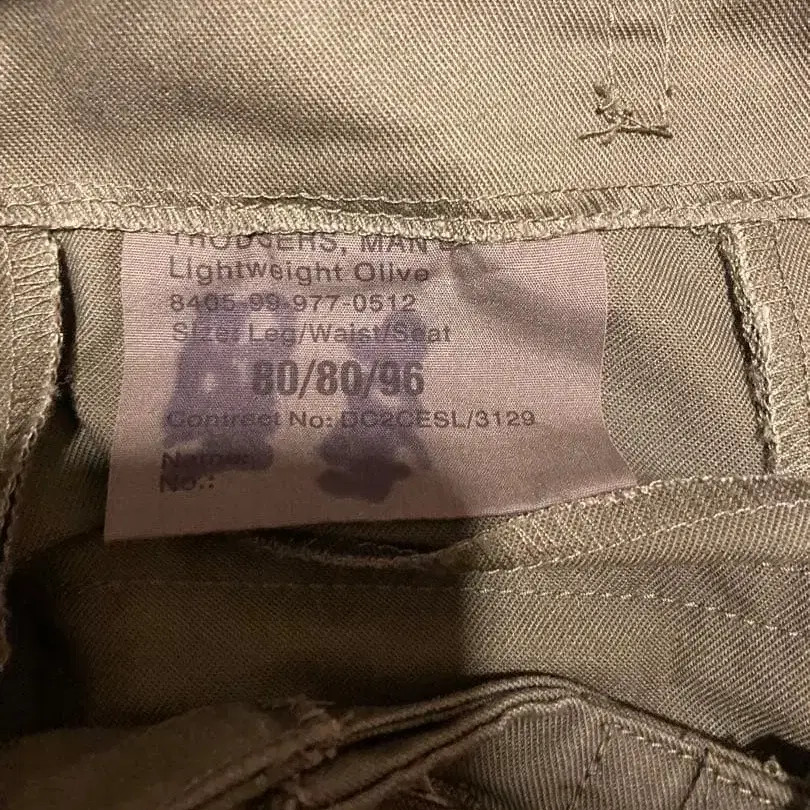 TROUSERS, MAN
Lightweight Olive
8405-99-977-0512
Size: Leg/Waist/Seat
80/80/96
Contract No: DC2CESL/3129
Name:
No.: